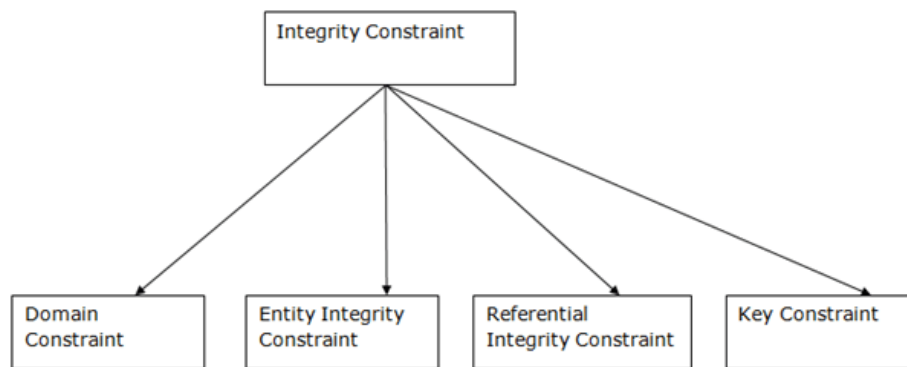 Integrity Constraint
Domain
Constraint
Entity Integrity
Constraint
Referential
Integrity Constraint
Key Constraint